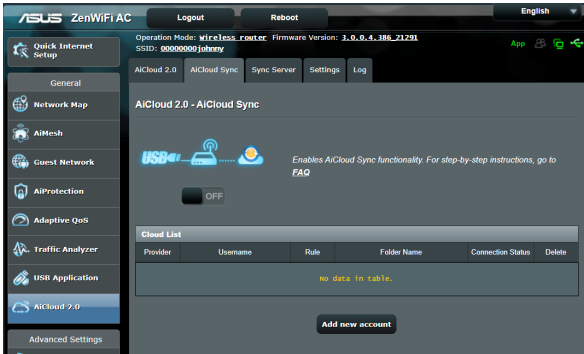 ASUS ZenWiFi AC Logout Reboot English
Operation Mode: Wireless router Firmware Version: 3.0.0.4.386_21291
SSID: 00000000johnny
App
Quick Internet
Setup
General
Network Map
AiMesh
Guest Network
AiProtection
Adaptive QoS
Traffic Analyzer
USB Application
AiCloud 2.0
Advanced Settings
AiCloud 2.0 AiCloud Sync Sync Server Settings Log
AiCloud 2.0 - AiCloud Sync
USB
Enables AiCloud Sync functionality. For step-by-step instructions, go to
FAQ
OFF
Cloud List
Provider Username Rule Folder Name Connection Status Delete
No data in table.
Add new account